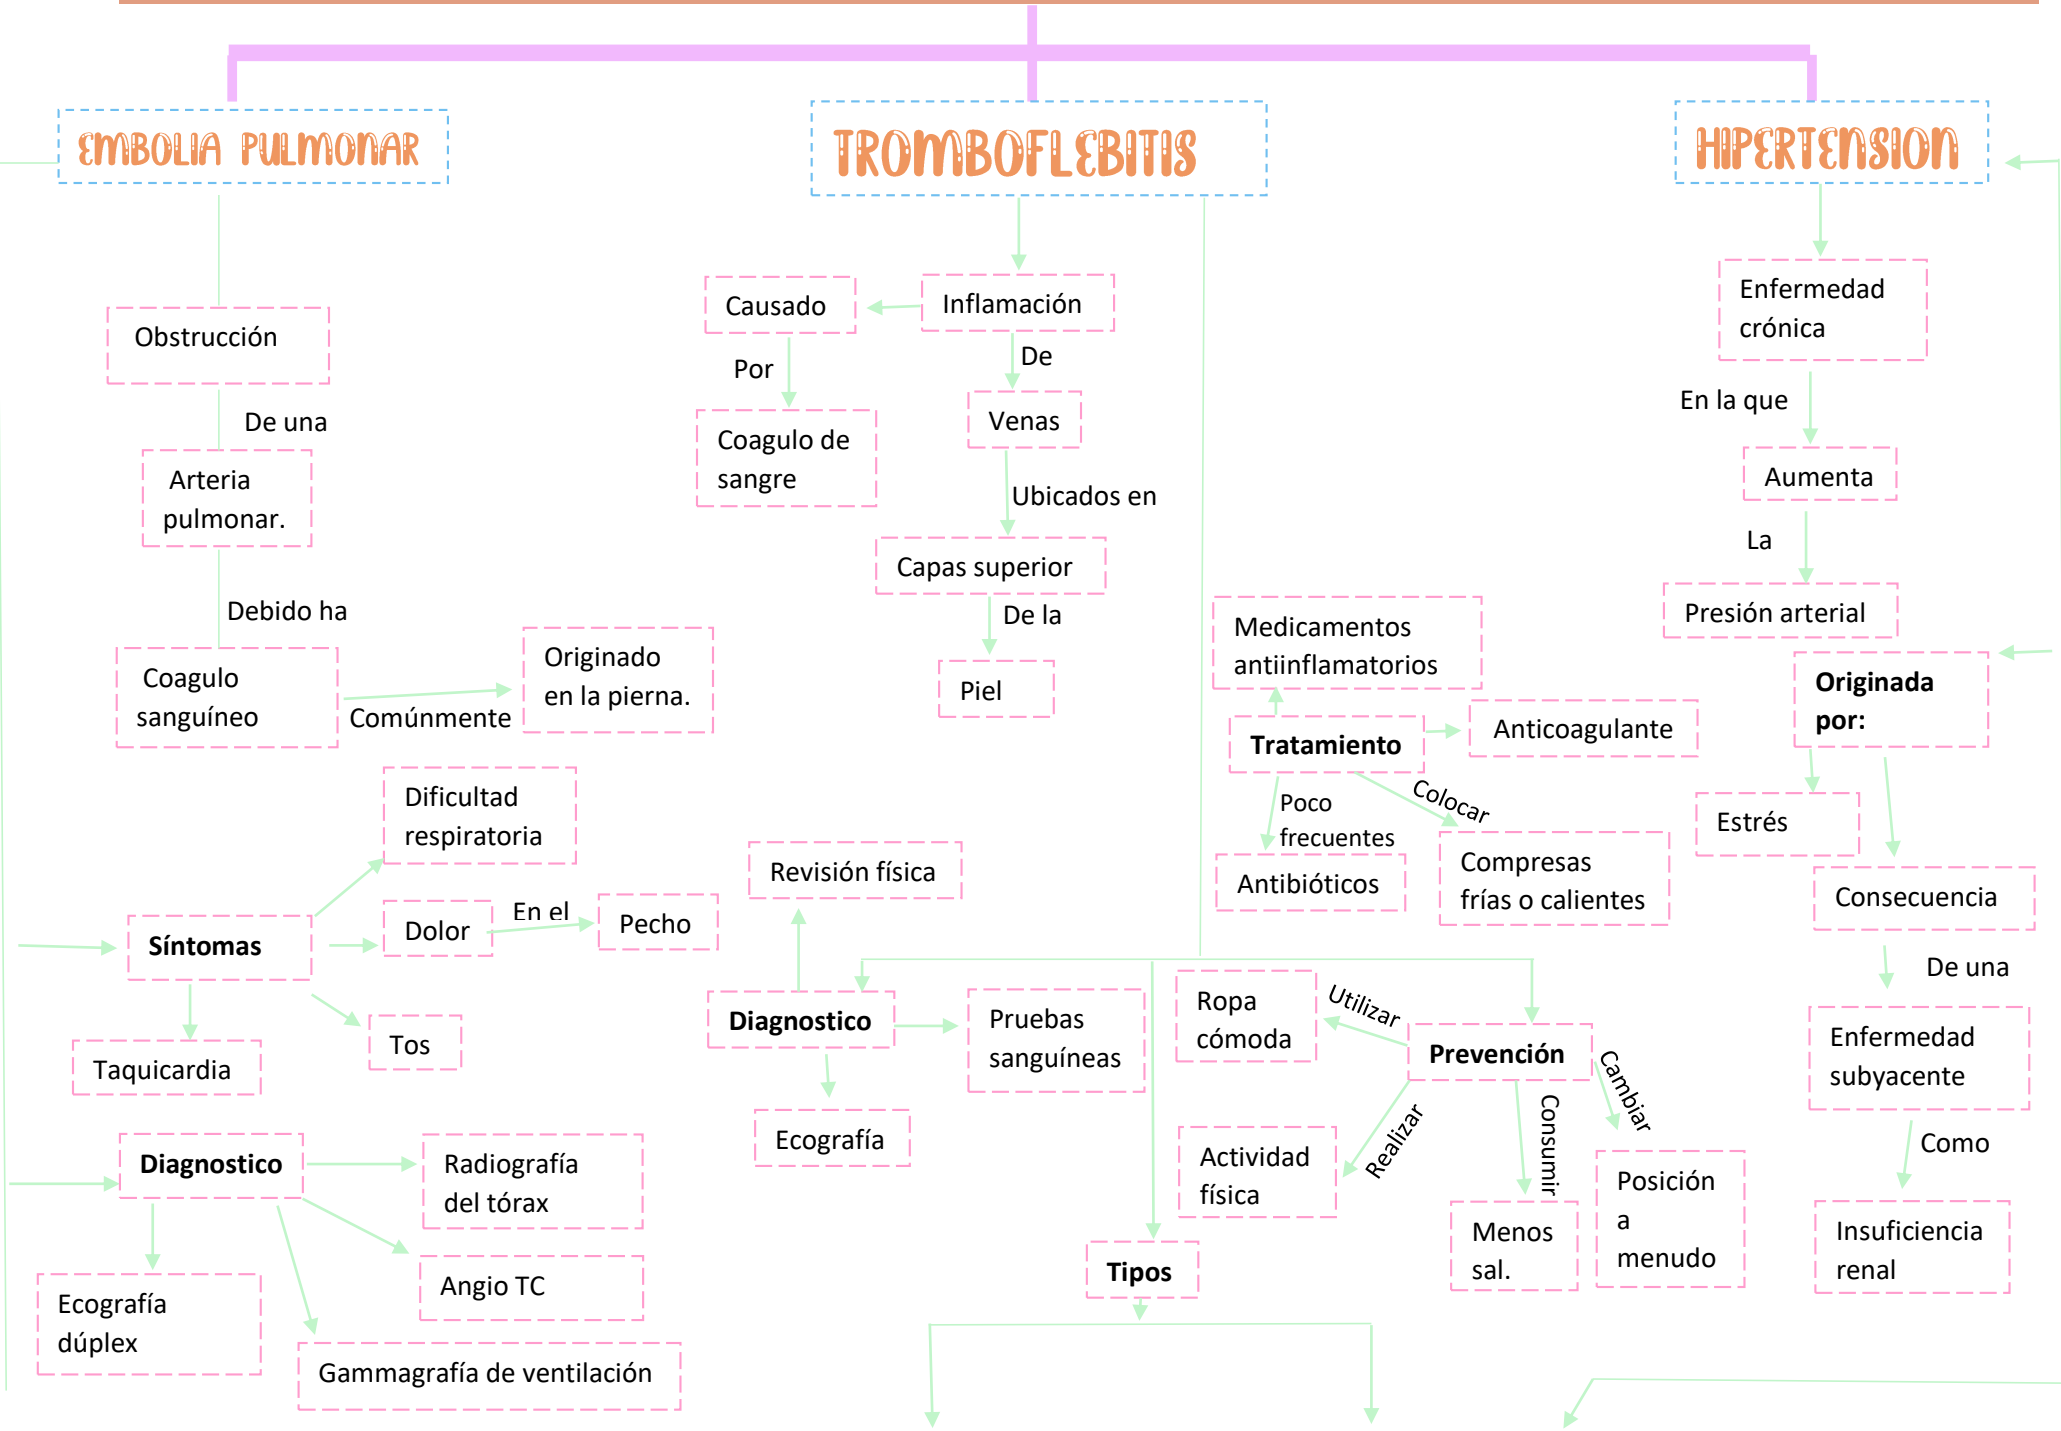 EMBOLIA PULMONAR
Obstrucción
De una
Arteria
pulmonar.
Debido ha
Coagulo
sanguíneo
Comúnmente
Originado
en la pierna.
Síntomas
Dificultad
respiratoria
Dolor
En el
Pecho
Tos
Taquicardia
Diagnostico
Radiografía
del tórax
Angio TC
Gammagrafía de ventilación
Ecografía
dúplex
TROMBOFLEBITIS
Inflamación
Causado
Por
Coagulo de
sangre
De
Venas
Ubicados en
Capas superior
De la
Piel
Tratamiento
Medicamentos
antiinflamatorios
Anticoagulante
Colocar
Compresas
frías o calientes
Poco
frecuentes
Antibióticos
Diagnostico
Revisión física
Pruebas
sanguíneas
Ecografía
Prevención
Utilizar
Ropa
cómoda
Realizar
Actividad
física
Consumir
Menos
sal.
Cambiar
Posición
a
menudo
Tipos
HIPERTENSION
Enfermedad
crónica
En la que
Aumenta
La
Presión arterial
Originada
por:
Estrés
Consecuencia
De una
Enfermedad
subyacente
Como
Insuficiencia
renal